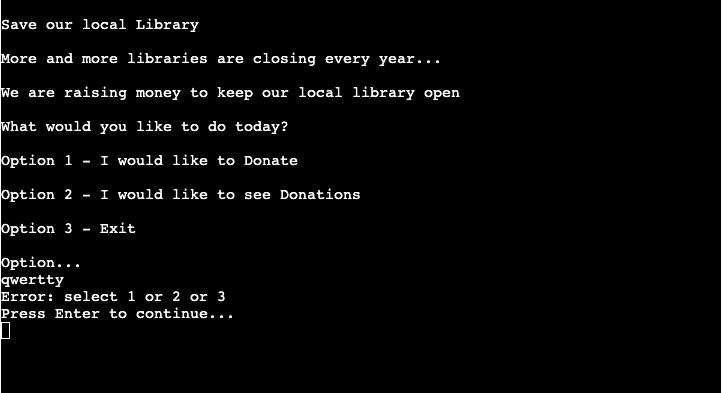 Save our local Library
More and more libraries are closing every year...
We are raising money to keep our local library open
What would you like to do today?
Option 1 - I would like to Donate
Option 2 - I would like to see Donations
Option 3 - Exit
Option...
qwertty
Error: select 1 or 2 or 3
Press Enter to continue...